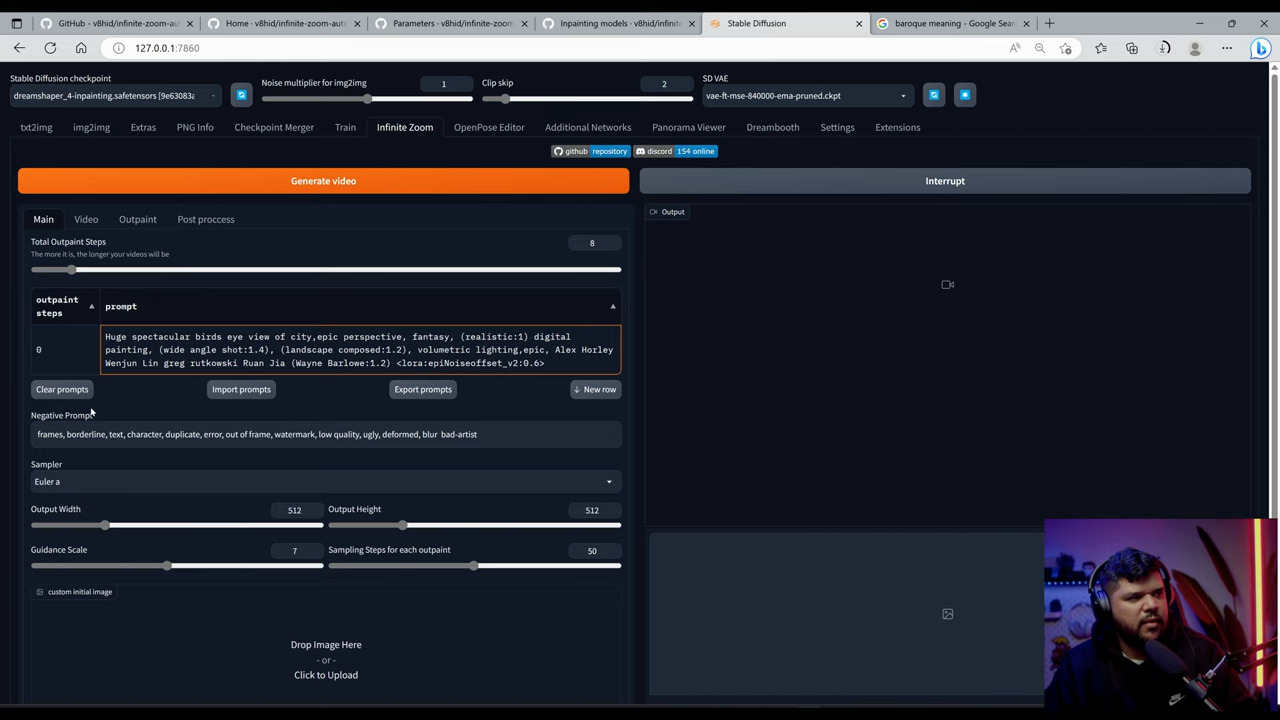 GitHub - v8hid/infinite-zoom-aut
Home · v8hid/infinite-zoom-autom
Parameters · v8hid/infinite-zoom-
Inpainting models · v8hid/infinite
Stable Diffusion
baroque meaning - Google Sear
127.0.0.1:7860
Stable Diffusion checkpoint
dreamshaper_4-inpainting.safetensors [9e63083a
Noise multiplier for img2img
1
Clip skip
2
SD VAE
vae-ft-mse-840000-ema-pruned.ckpt
txt2img
img2img
Extras
PNG Info
Checkpoint Merger
Train
Infinite Zoom
OpenPose Editor
Additional Networks
Panorama Viewer
Dreambooth
Settings
Extensions
github repository
discord 154 online
Generate video
Interrupt
Main
Video
Outpaint
Post proccess
Output
Total Outpaint Steps
8
The more it is, the longer your videos will be
outpaint steps
prompt
0
Huge spectacular birds eye view of city,epic perspective, fantasy, (realistic:1) digital
painting, (wide angle shot:1.4), (landscape composed:1.2), volumetric lighting,epic, Alex Horley
Wenjun Lin greg rutkowski Ruan Jia (Wayne Barlowe:1.2) <lora:epiNoiseoffset_v2:0.6>
Clear prompts
Import prompts
Export prompts
↓ New row
Negative Prompt
frames, borderline, text, character, duplicate, error, out of frame, watermark, low quality, ugly, deformed, blur bad-artist
Sampler
Euler a
Output Width
512
Output Height
512
Guidance Scale
7
Sampling Steps for each outpaint
50
custom initial image
Drop Image Here
- or -
Click to Upload